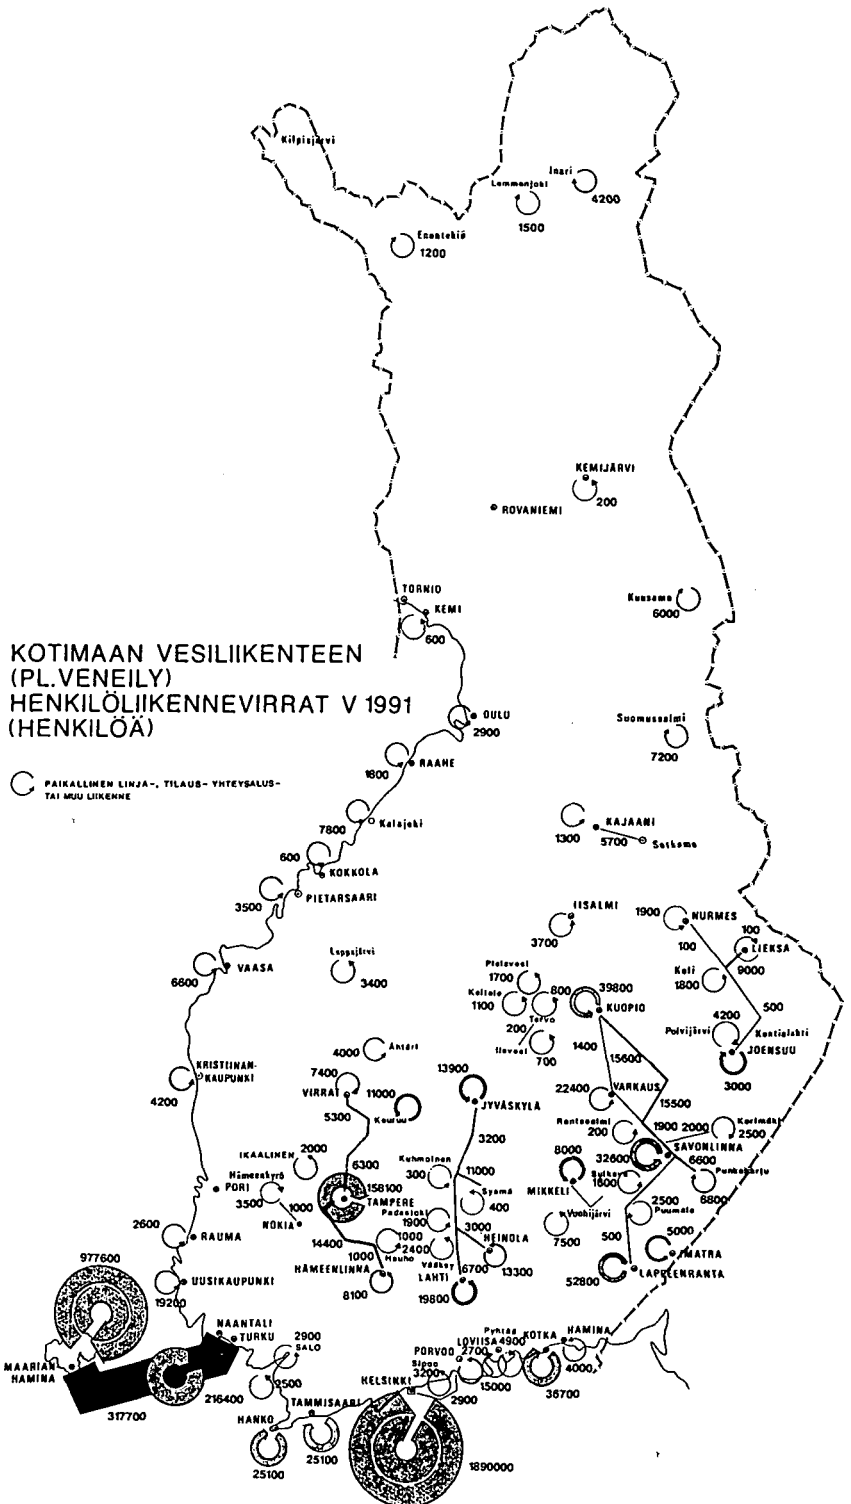 Kilpisjärvi
Inari
4200
Lemmenjoki
1500
Enontekiö
1200
KEMIJÄRVI
200
ROVANIEMI
TORNIO
KEMI
600
Kuusamo
6000
KOTIMAAN VESILIIKENTEEN
(PL.VENEILY)
HENKILÖLIIKENNEVIRRAT V 1991
(HENKILÖÄ)
PAIKALLINEN LINJA-, TILAUS- YHTEYSALUS-
TAI MUU LIIKENNE
OULU
2900
Suomussalmi
7200
RAAHE
1800
7800
Kalajoki
KAJAANI
1300
5700
Sotkamo
600
KOKKOLA
3500
PIETARSAARI
IISALMI
3700
1900
NURMES
100
100
LIEKSA
9000
VAASA
6600
Lappajärvi
3400
Pielavesi
1700
Keitele
1100
800
Tervo
200
Iisvesi
700
39800
KUOPIO
1400
15600
Koli
1800
500
4200
Polvijärvi
Kontiolahti
JOENSUU
3000
KRISTIINAN-
KAUPUNKI
4200
Ähtäri
4000
7400
VIRRAT
5300
11000
Keuruu
13900
JYVÄSKYLÄ
3200
22400
VARKAUS
15500
Rantasalmi
200
1900
2000
Kerimäki
2500
SAVONLINNA
32600
6600
Punkaharju
6800
IKAALINEN
2000
Hämeenkyrö
3500
1000
NOKIA
PORI
6300
158100
TAMPERE
14400
1000
Kuhmoinen
300
11000
Sysmä
400
Padasjoki
1900
3000
1000
2400
Hauho
Vääksy
HEINOLA
13300
6700
LAHTI
19800
HÄMEENLINNA
8100
8000
MIKKELI
Sulkava
1600
Vuohijärvi
7500
2500
Puumala
500
5000
IMATRA
52800
LAPPEENRANTA
2600
RAUMA
977600
UUSIKAUPUNKI
19200
NAANTALI
TURKU
MAARIAN
HAMINA
317700
216400
2900
SALO
2500
TAMMISAARI
HANKO
25100
25100
HELSINKI
1890000
PORVOO
Sipoo
3200
2900
LOVIISA
2700
Pyhtää
4900
15000
KOTKA
36700
HAMINA
4000